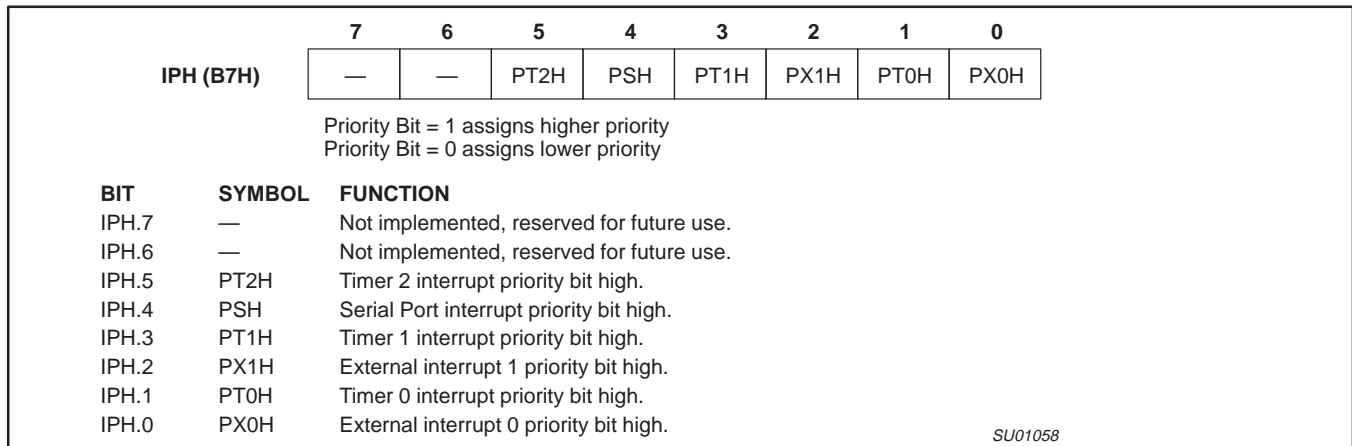 7 6 5 4 3 2 1 0
IPH (B7H) — — PT2H PSH PT1H PX1H PT0H PX0H
Priority Bit = 1 assigns higher priority
Priority Bit = 0 assigns lower priority
BIT SYMBOL FUNCTION
IPH.7 — Not implemented, reserved for future use.
IPH.6 — Not implemented, reserved for future use.
IPH.5 PT2H Timer 2 interrupt priority bit high.
IPH.4 PSH Serial Port interrupt priority bit high.
IPH.3 PT1H Timer 1 interrupt priority bit high.
IPH.2 PX1H External interrupt 1 priority bit high.
IPH.1 PT0H Timer 0 interrupt priority bit high.
IPH.0 PX0H External interrupt 0 priority bit high.
SU01058